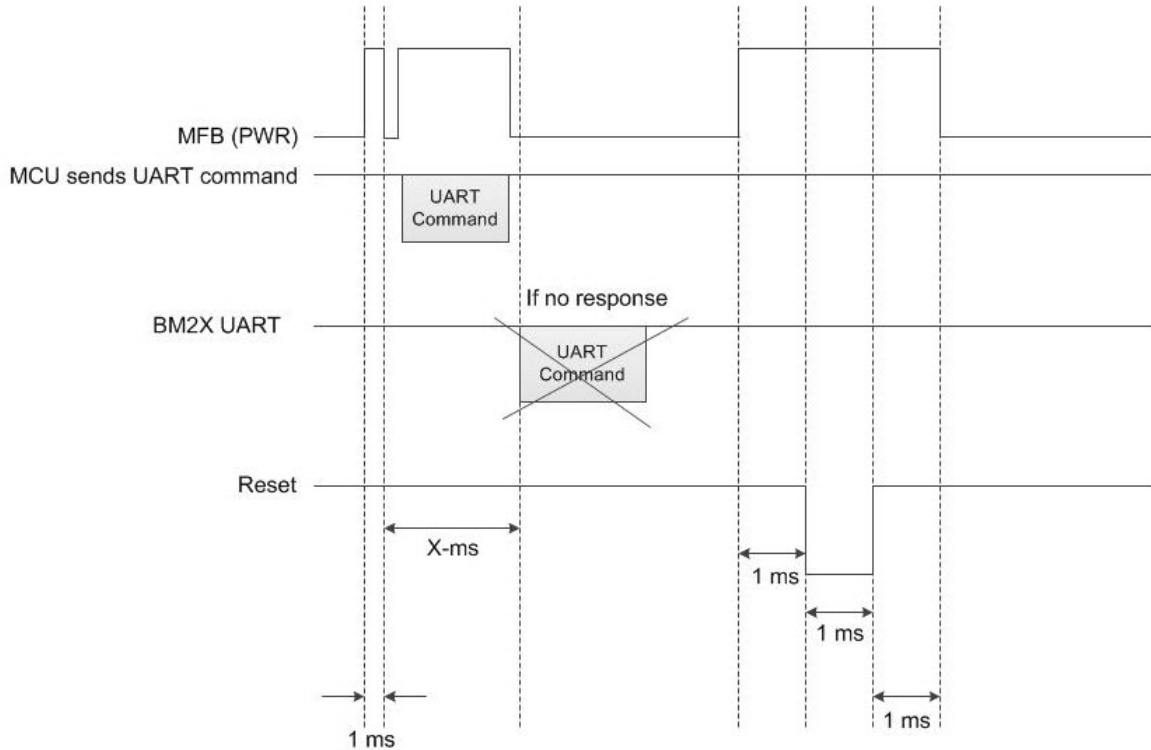 MFB (PWR)
MCU sends UART command
UART
Command
If no response
BM2X UART
UART
Command
Reset
X-ms
1 ms
1 ms
1 ms
1 ms